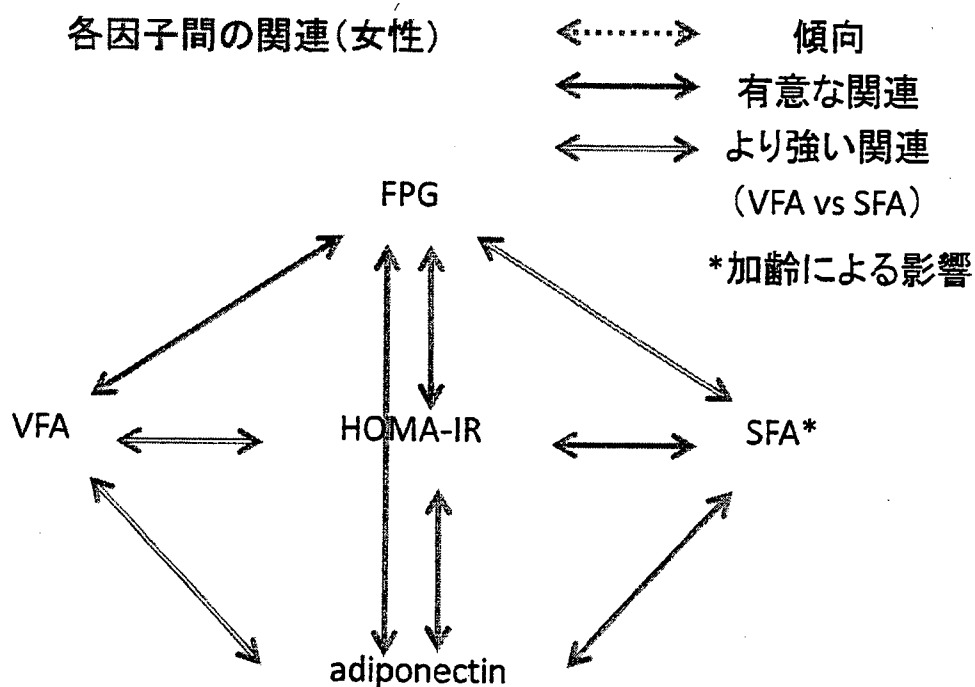 各因子間の関連(女性)
傾向
有意な関連
より強い関連
(VFA vs SFA)
*加齢による影響
FPG
VFA
HOMA-IR
SFA*
adiponectin